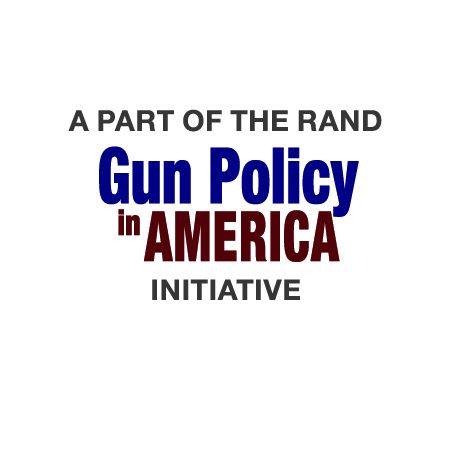 A PART OF THE RAND
Gun Policy
in AMERICA
INITIATIVE